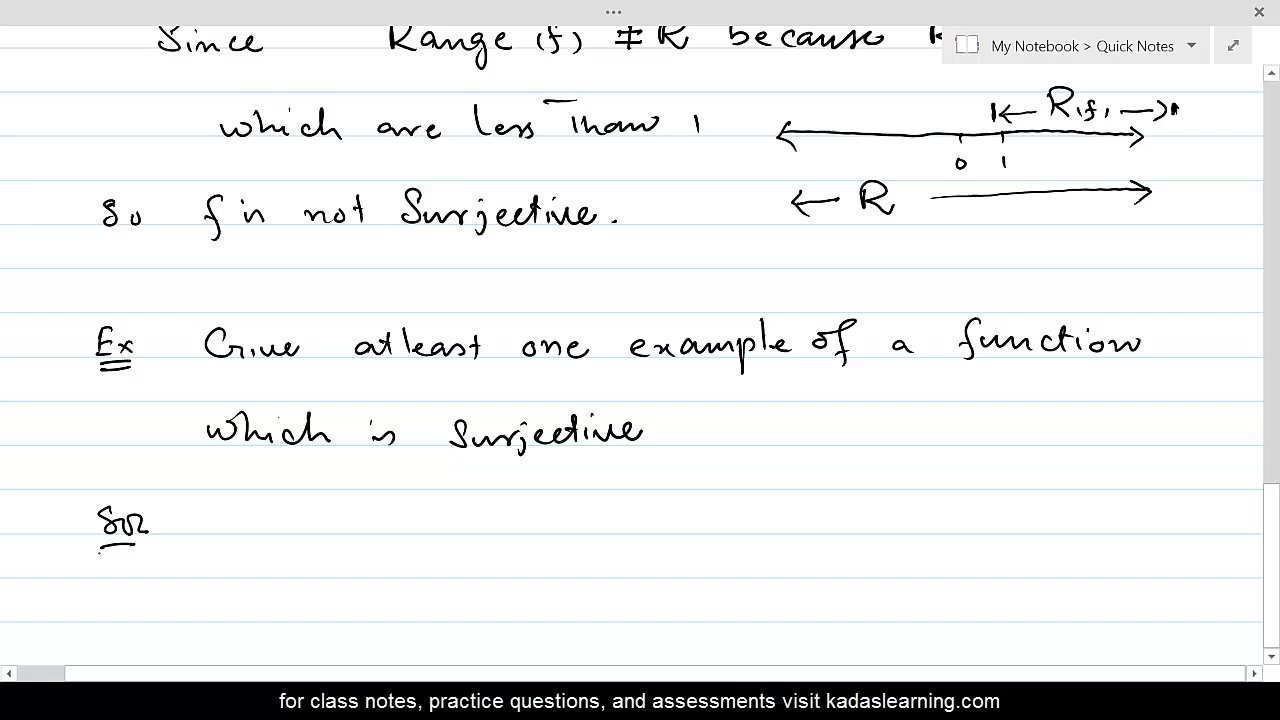 My Notebook > Quick Notes
Since Range (f) ≠ R because
which are less than 1
R(f)
0 1
R
So f is not Surjective.
Ex Give atleast one example of a function
which is surjective
Sol
for class notes, practice questions, and assessments visit kadaslearning.com